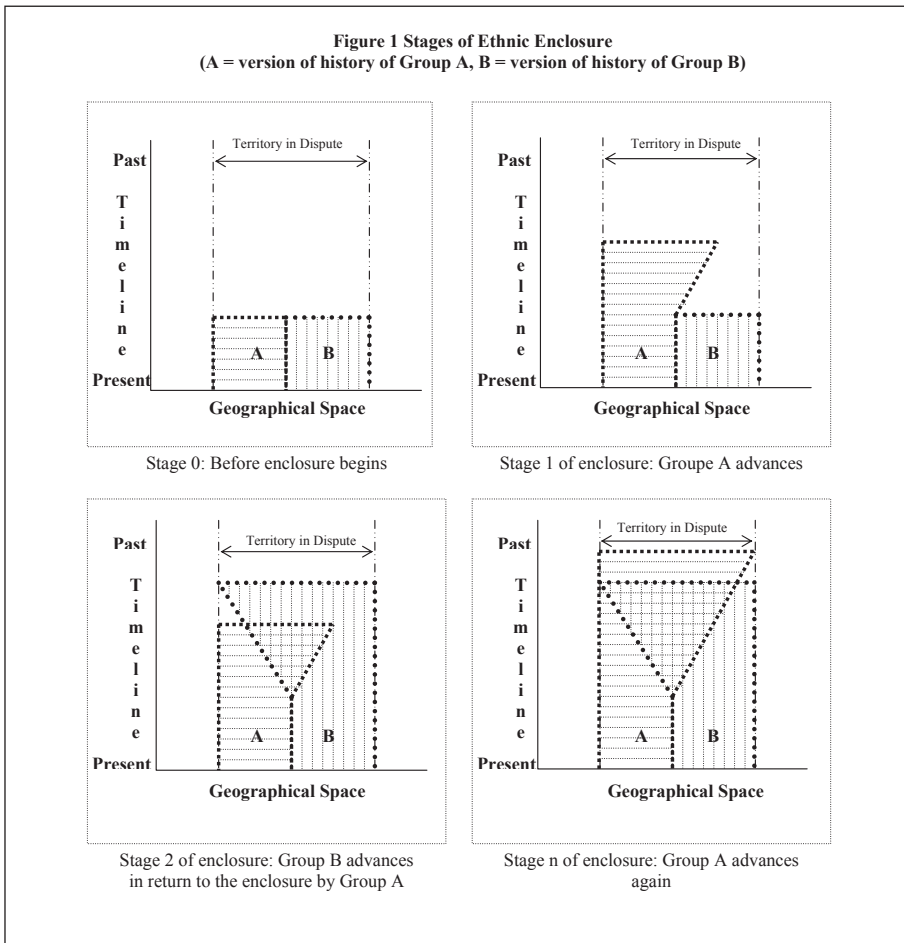 Figure 1 Stages of Ethnic Enclosure
(A = version of history of Group A, B = version of history of Group B)
Territory in Dispute
Past
T
i
m
e
l
i
n
e
Present
A
B
Geographical Space
Stage 0: Before enclosure begins
Territory in Dispute
Past
T
i
m
e
l
i
n
e
Present
A
B
Geographical Space
Stage 1 of enclosure: Groupe A advances
Territory in Dispute
Past
T
i
m
e
l
i
n
e
Present
A
B
Geographical Space
Stage 2 of enclosure: Group B advances
in return to the enclosure by Group A
Territory in Dispute
Past
T
i
m
e
l
i
n
e
Present
A
B
Geographical Space
Stage n of enclosure: Group A advances
again